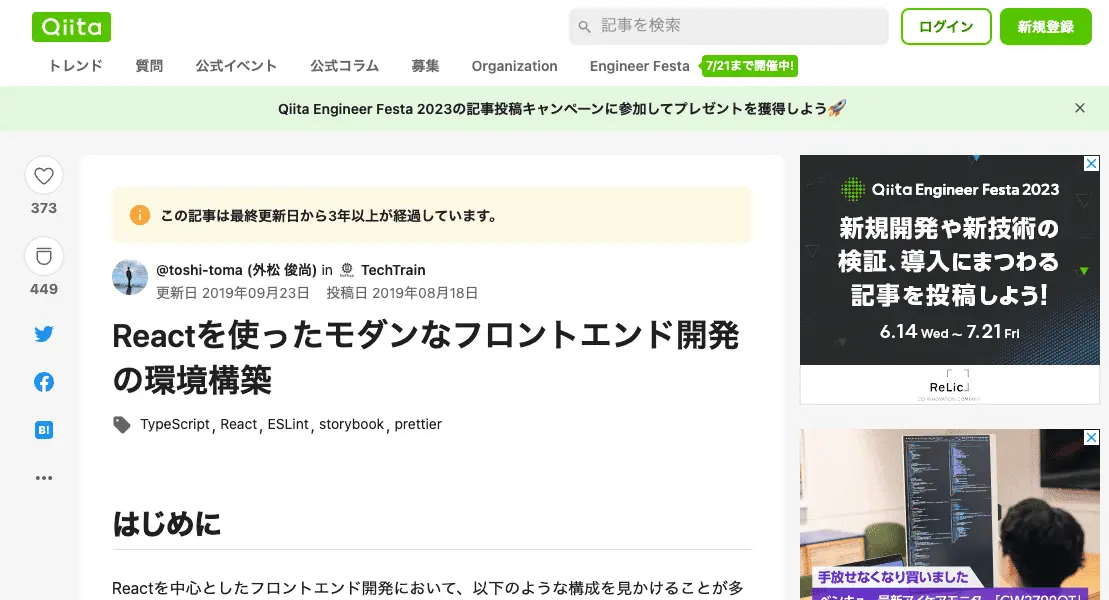 Qiita
記事を検索
ログイン
新規登録
トレンド 質問 公式イベント 公式コラム 募集 Organization Engineer Festa 7/21まで開催中!
Qiita Engineer Festa 2023の記事投稿キャンペーンに参加してプレゼントを獲得しよう🚀
373
449
B!
この記事は最終更新日から3年以上が経過しています。
@toshi-toma (外松 俊尚) in TechTrain
更新日 2019年09月23日 投稿日 2019年08月18日
Reactを使ったモダンなフロントエンド開発
の環境構築
TypeScript, React, ESLint, storybook, prettier
はじめに
Reactを中心としたフロントエンド開発において、以下のような構成を見かけることが多
Qiita Engineer Festa 2023
新規開発や新技術の
検証、導入にまつわる
記事を投稿しよう!
6.14 Wed ~ 7.21 Fri
ReLic
CO-INNOVATION COMPANY
手放せなくなり買いました